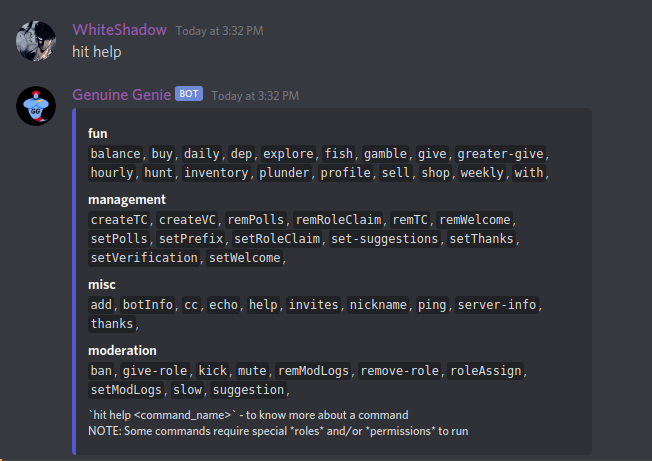 WhiteShadow Today at 3:32 PM
hit help
GG
Genuine Genie BOT Today at 3:32 PM
fun
balance, buy, daily, dep, explore, fish, gamble, give, greater-give,
hourly, hunt, inventory, plunder, profile, sell, shop, weekly, with,
management
createTC, createVC, remPolls, remRoleClaim, remTC, remWelcome,
setPolls, setPrefix, setRoleClaim, set-suggestions, setThanks,
setVerification, setWelcome,
misc
add, botInfo, cc, echo, help, invites, nickname, ping, server-info,
thanks,
moderation
ban, give-role, kick, mute, remModLogs, remove-role, roleAssign,
setModLogs, slow, suggestion,
`hit help <command_name>` - to know more about a command
NOTE: Some commands require special *roles* and/or *permissions* to run